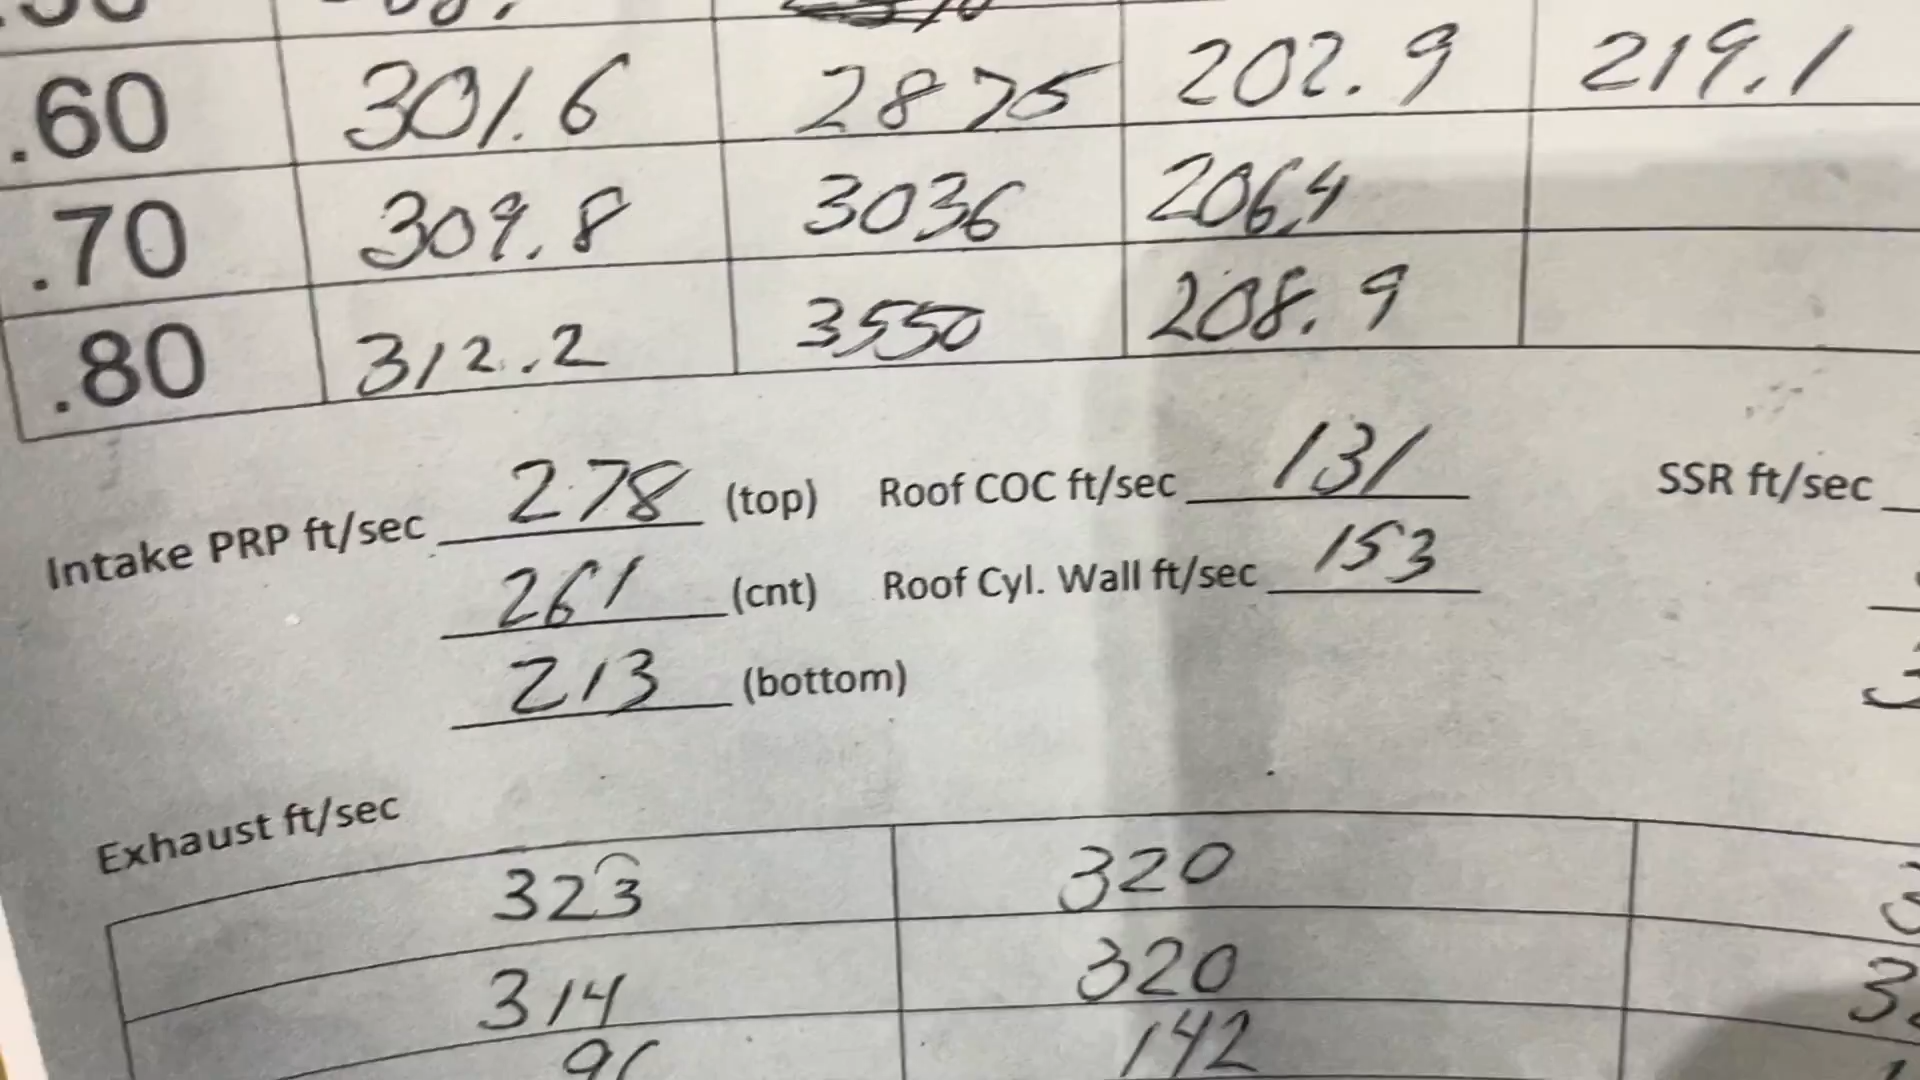 .60 301.6 2875 202.9 219.1
.70 309.8 3036 206.4
.80 312.2 3550 208.9
Intake PRP ft/sec 278 (top) Roof COC ft/sec 131 SSR ft/sec
261 (cnt) Roof Cyl. Wall ft/sec 153
213 (bottom)
Exhaust ft/sec
323 320
314 320
142